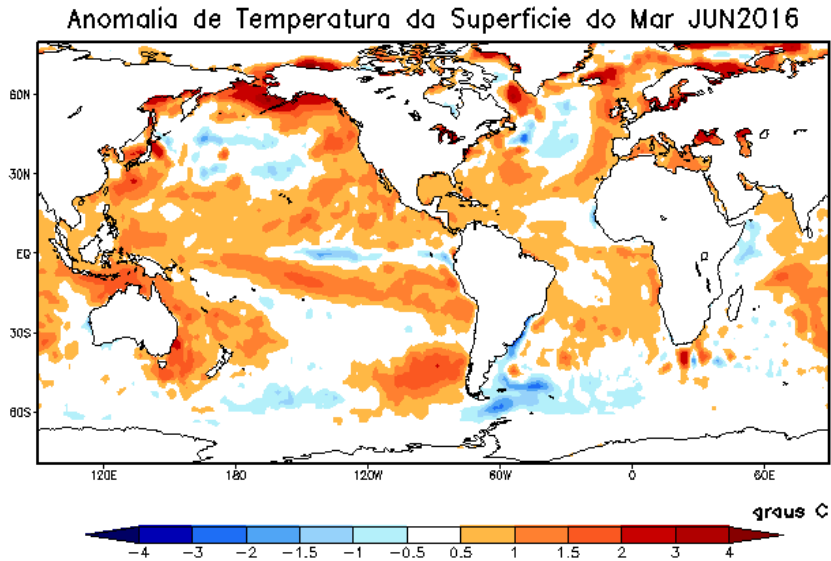 Anomalia de Temperatura da Superficie do Mar JUN2016
60N
30N
EQ
30S
60S
120E 180 120W 60W 0 60E
graus C
-4 -3 -2 -1.5 -1 -0.5 0.5 1 1.5 2 3 4